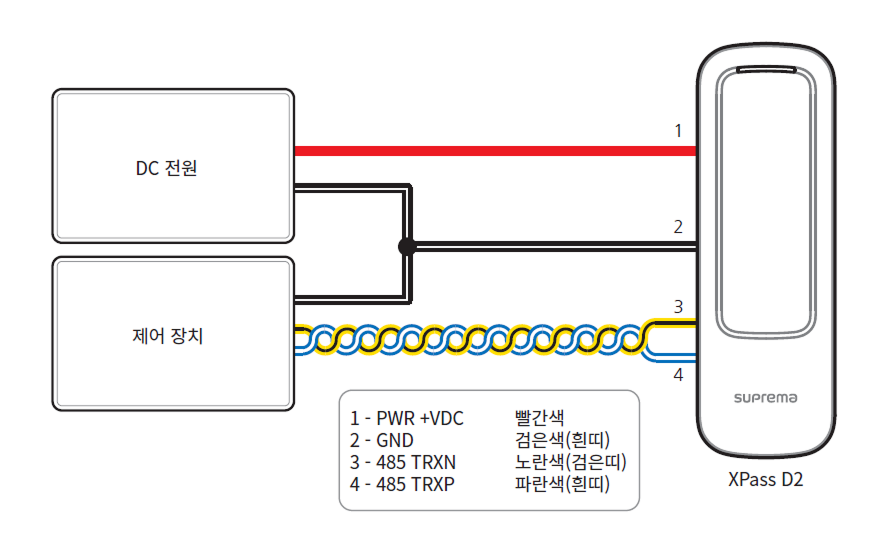 1
DC 전원
2
3
제어 장치
4
suprema
1 - PWR +VDC 빨간색
2 - GND 검은색(흰띠)
3 - 485 TRXN 노란색(검은띠)
4 - 485 TRXP 파란색(흰띠)
XPass D2